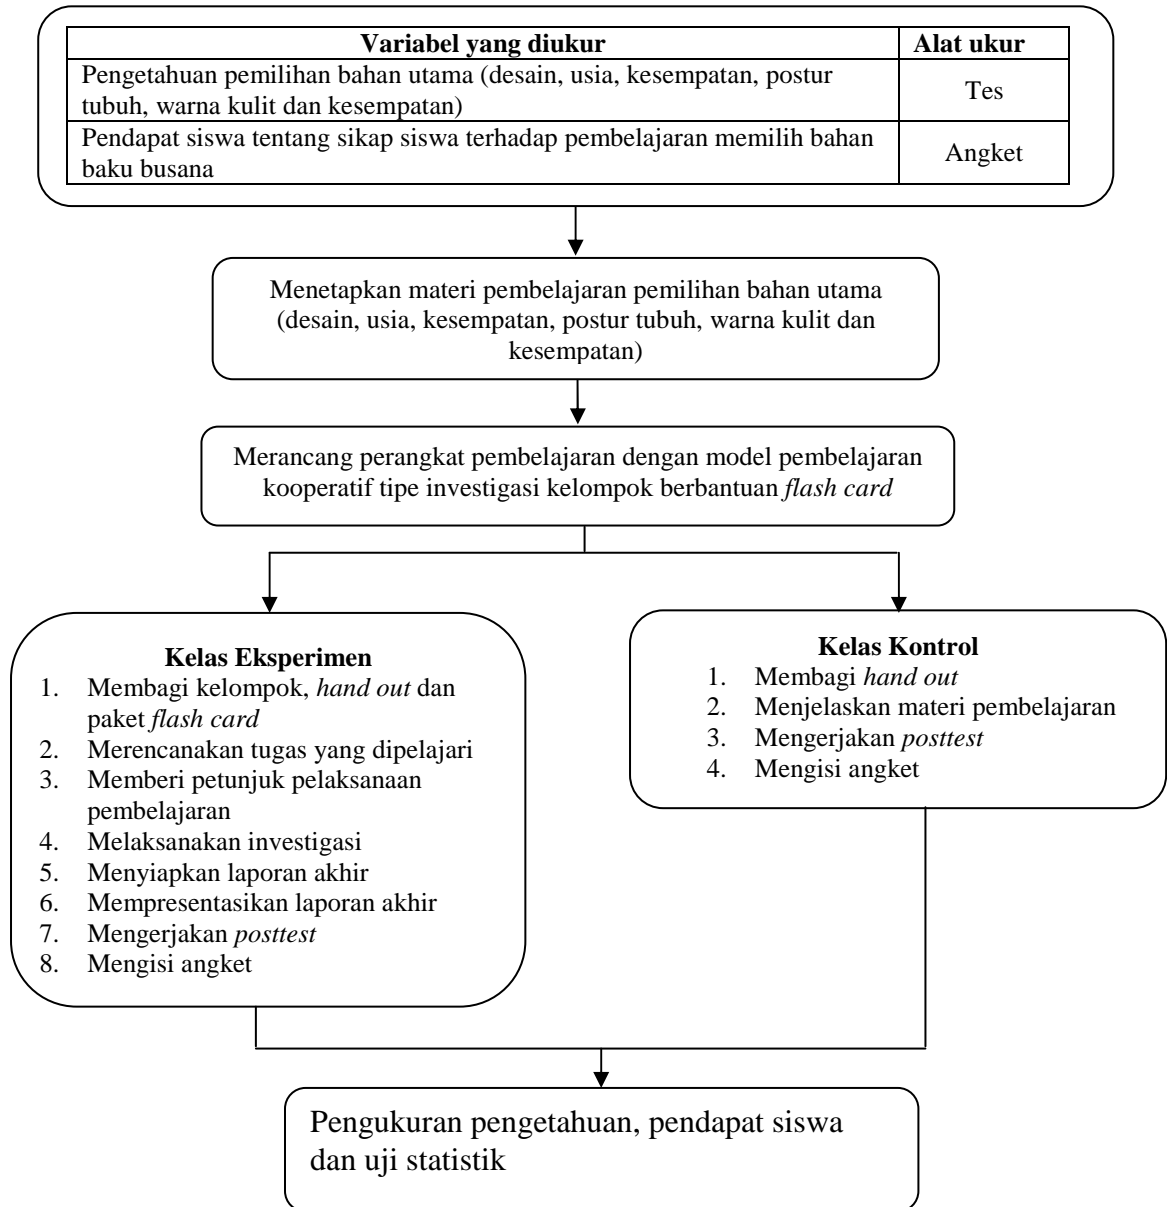 Variabel yang diukur Alat ukur
Pengetahuan pemilihan bahan utama (desain, usia, kesempatan, postur
tubuh, warna kulit dan kesempatan)
Tes
Pendapat siswa tentang sikap siswa terhadap pembelajaran memilih bahan
baku busana
Angket
Menetapkan materi pembelajaran pemilihan bahan utama
(desain, usia, kesempatan, postur tubuh, warna kulit dan
kesempatan)
Merancang perangkat pembelajaran dengan model pembelajaran
kooperatif tipe investigasi kelompok berbantuan flash card
Kelas Eksperimen
1. Membagi kelompok, hand out dan
paket flash card
2. Merencanakan tugas yang dipelajari
3. Memberi petunjuk pelaksanaan
pembelajaran
4. Melaksanakan investigasi
5. Menyiapkan laporan akhir
6. Mempresentasikan laporan akhir
7. Mengerjakan posttest
8. Mengisi angket
Kelas Kontrol
1. Membagi hand out
2. Menjelaskan materi pembelajaran
3. Mengerjakan posttest
4. Mengisi angket
Pengukuran pengetahuan, pendapat siswa
dan uji statistik